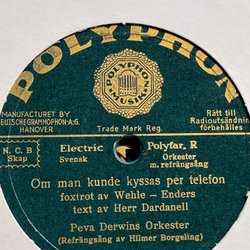 POLYPHON
POLYPHON
MUSIK
MANUFACTURED BY
DEUTSCHE GRAMMOPHON-A.G.
HANNOVER
Trade Mark Reg.
Rätt till
Radioutsändning
förbehålles
N. C. B
Skap
Electric
Polyfar, R
Svensk
Orkester
m. refrängsång
Om man kunde kyssas per telefon
foxtrot av Wehle - Enders
text av Herr Dardanell
Peva Derwins Orkester
(Refrängsång av Hilmer Borgeling)